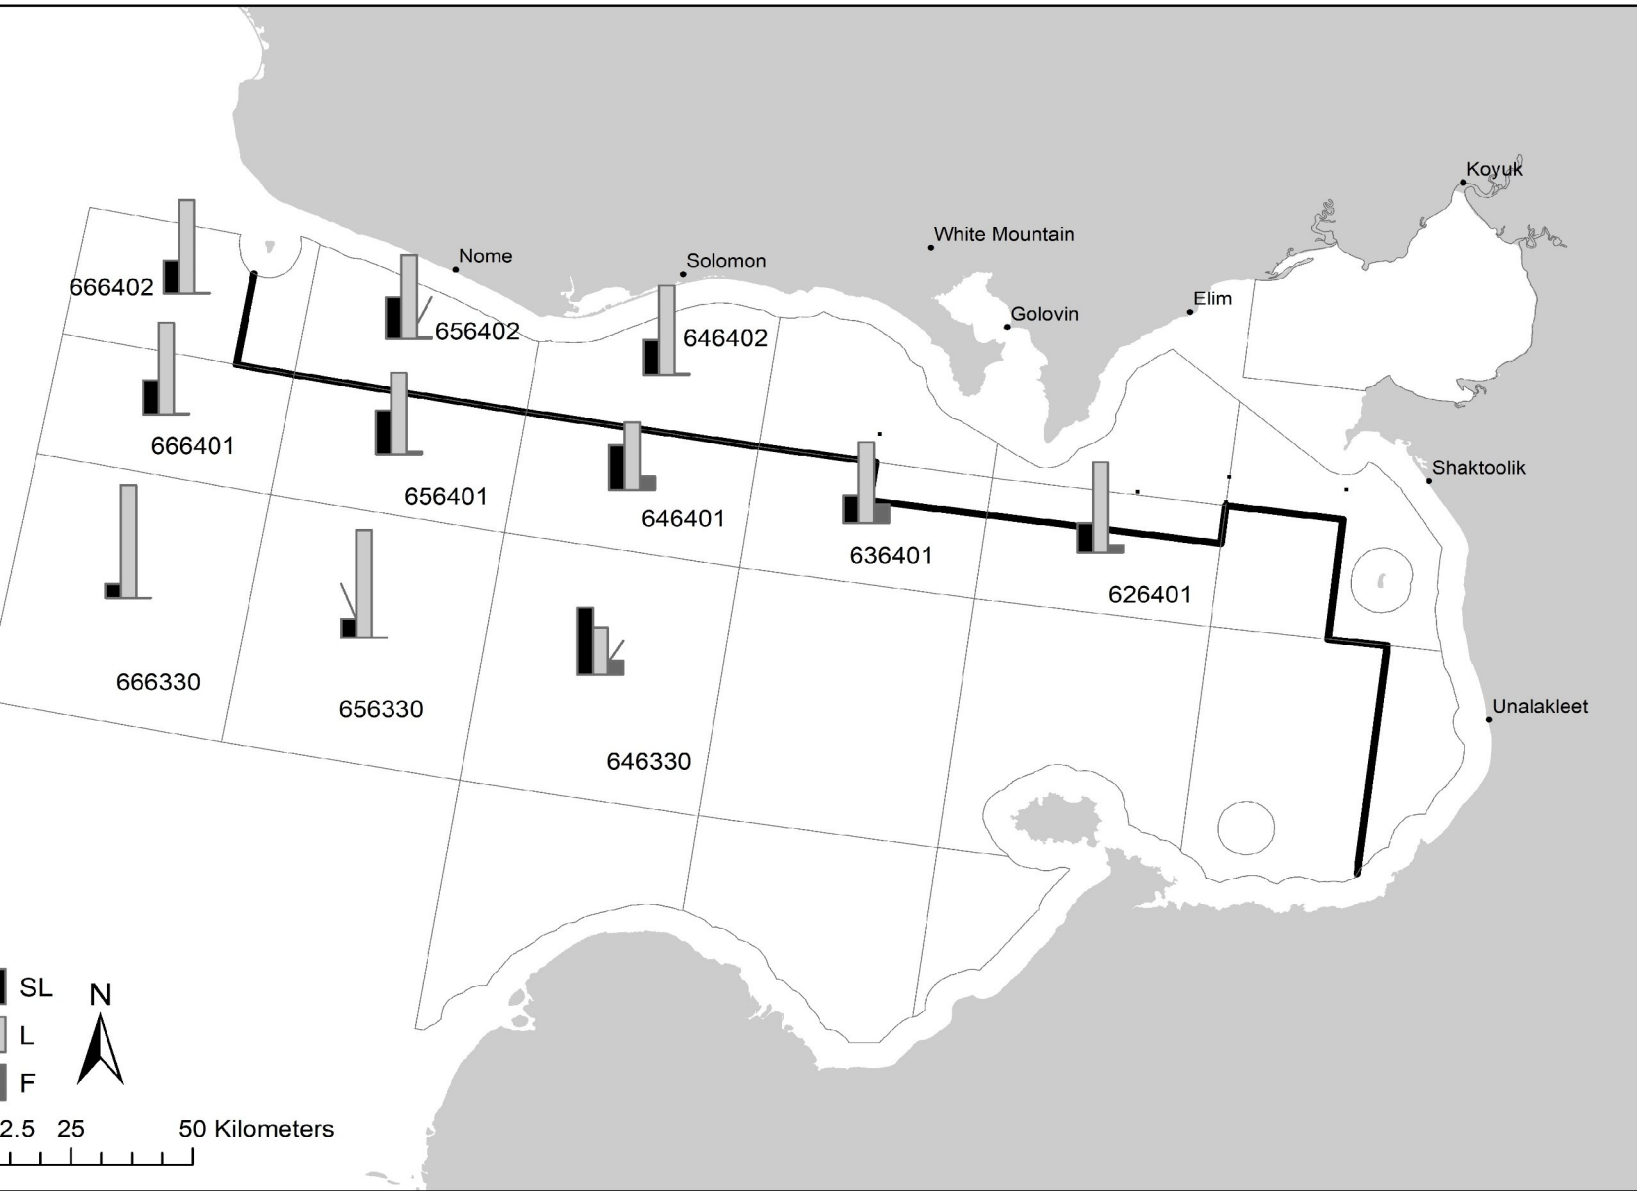 Koyuk
White Mountain
Nome
Solomon
666402
Elim
Golovin
656402
646402
666401
Shaktoolik
656401
646401
636401
626401
666330
656330
Unalakleet
646330
SL
N
L
F
2.5 25 50 Kilometers